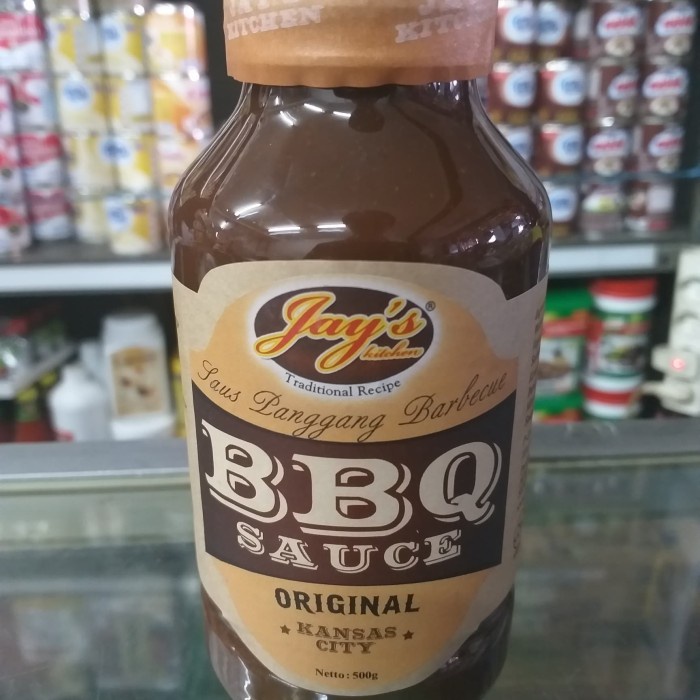 KITCHEN
Jay's®
kitchen
Traditional Recipe
Saus Panggang Barbecue
BBQ
SAUCE
ORIGINAL
KANSAS
CITY
Netto : 500g